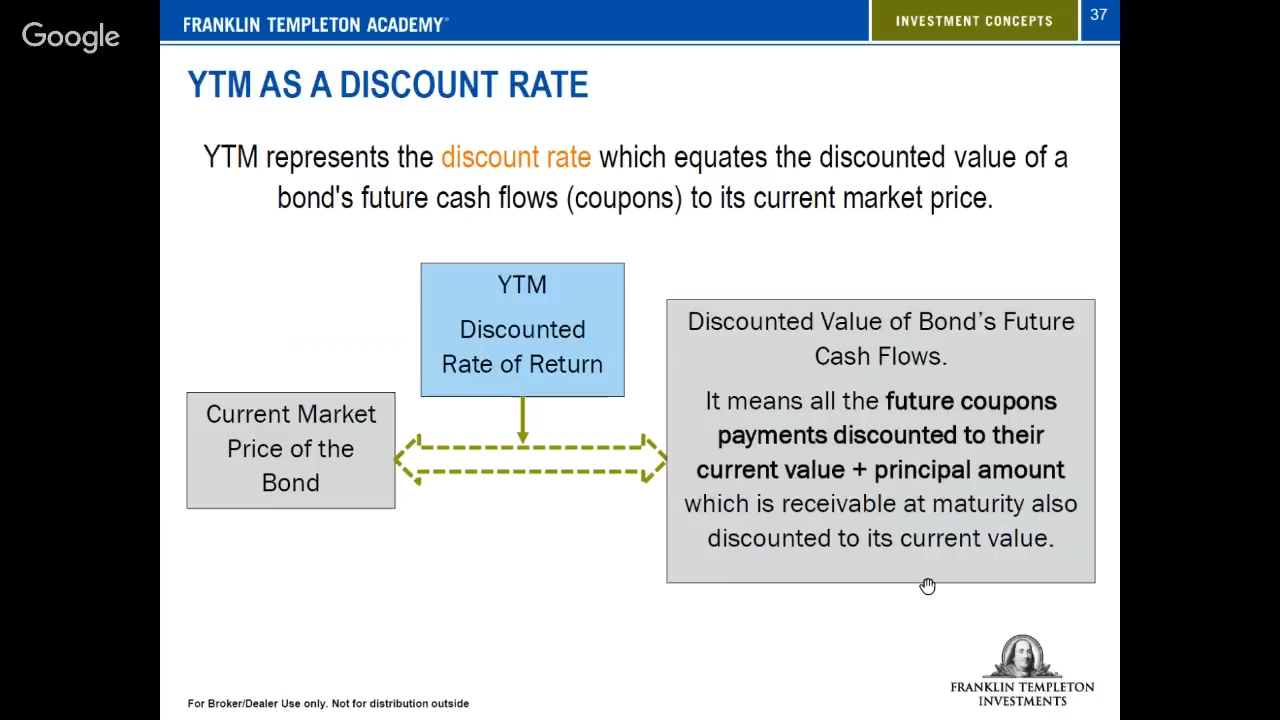 Google
FRANKLIN TEMPLETON ACADEMY
INVESTMENT CONCEPTS
37
YTM AS A DISCOUNT RATE
YTM represents the discount rate which equates the discounted value of a
bond's future cash flows (coupons) to its current market price.
YTM
Discounted
Rate of Return
Current Market
Price of the
Bond
Discounted Value of Bond’s Future
Cash Flows.
It means all the future coupons
payments discounted to their
current value + principal amount
which is receivable at maturity also
discounted to its current value.
FRANKLIN TEMPLETON
INVESTMENTS
For Broker/Dealer Use only. Not for distribution outside